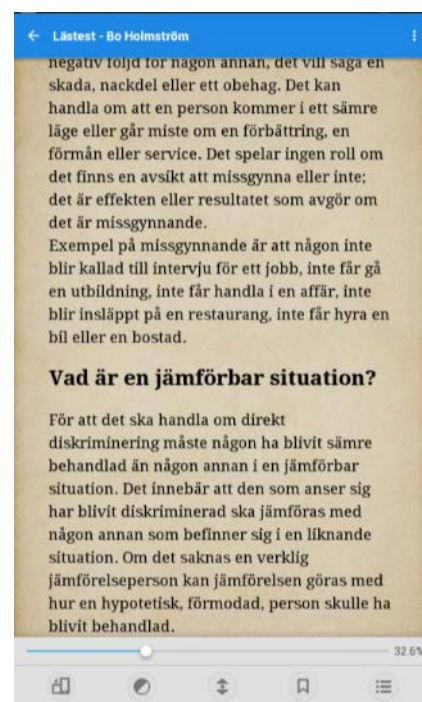 Lästest - Bo Holmström
negativ följd för någon annan, det vill säga en
skada, nackdel eller ett obehag. Det kan
handla om att en person kommer i ett sämre
läge eller går miste om en förbättring, en
förmån eller service. Det spelar ingen roll om
det finns en avsikt att missgynna eller inte;
det är effekten eller resultatet som avgör om
det är missgynnande.
Exempel på missgynnande är att någon inte
blir kallad till intervju för ett jobb, inte får gå
en utbildning, inte får handla i en affär, inte
blir insläppt på en restaurang, inte får hyra en
bil eller en bostad.
Vad är en jämförbar situation?
För att det ska handla om direkt
diskriminering måste någon ha blivit sämre
behandlad än någon annan i en jämförbar
situation. Det innebär att den som anser sig
har blivit diskriminerad ska jämföras med
någon annan som befinner sig i en liknande
situation. Om det saknas en verklig
jämförelseperson kan jämförelsen göras med
hur en hypotetisk, förmodad, person skulle ha
blivit behandlad.
32.6%